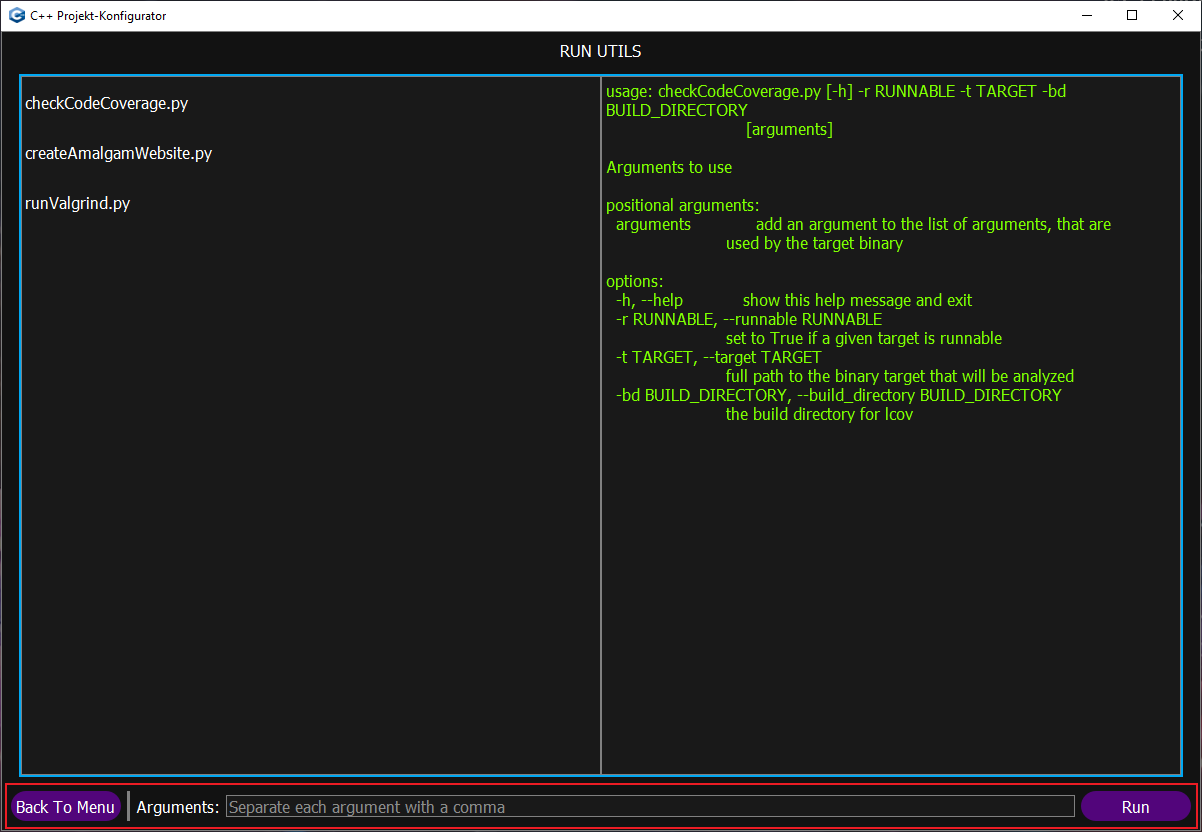 C++ Projekt-Konfigurator
RUN UTILS
checkCodeCoverage.py
createAmalgamWebsite.py
runValgrind.py
usage: checkCodeCoverage.py [-h] -r RUNNABLE -t TARGET -bd
BUILD_DIRECTORY
[arguments]
Arguments to use
positional arguments:
arguments add an argument to the list of arguments, that are
used by the target binary
options:
-h, --help show this help message and exit
-r RUNNABLE, --runnable RUNNABLE
set to True if a given target is runnable
-t TARGET, --target TARGET
full path to the binary target that will be analyzed
-bd BUILD_DIRECTORY, --build_directory BUILD_DIRECTORY
the build directory for lcov
Back To Menu Arguments: Separate each argument with a comma Run